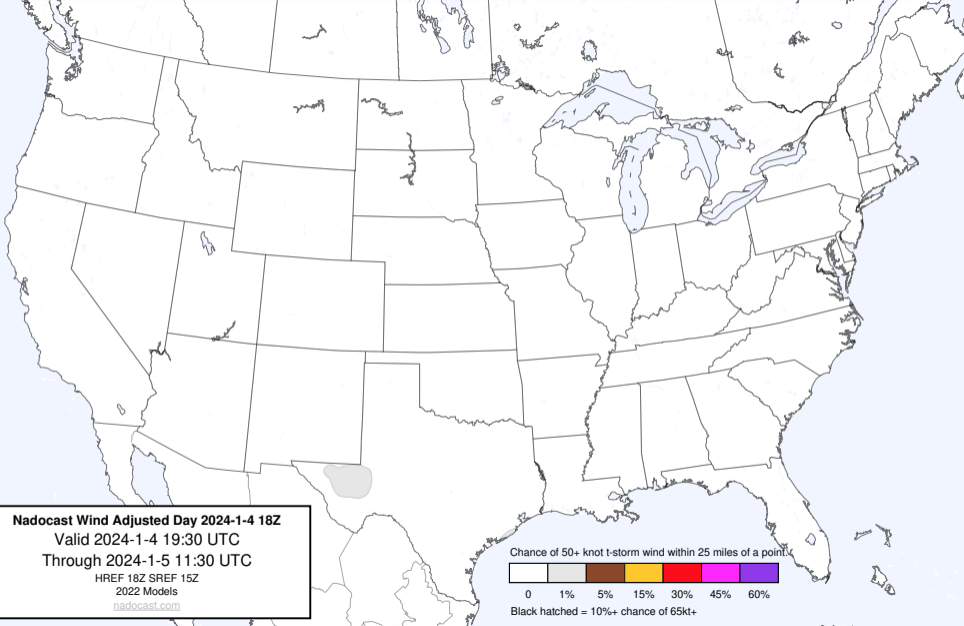 Nadocast Wind Adjusted Day 2024-1-4 18Z
Valid 2024-1-4 19:30 UTC
Through 2024-1-5 11:30 UTC
HREF 18Z SREF 15Z
2022 Models
nadocast.com
Chance of 50+ knot t-storm wind within 25 miles of a point.
0 1% 5% 15% 30% 45% 60%
Black hatched = 10%+ chance of 65kt+